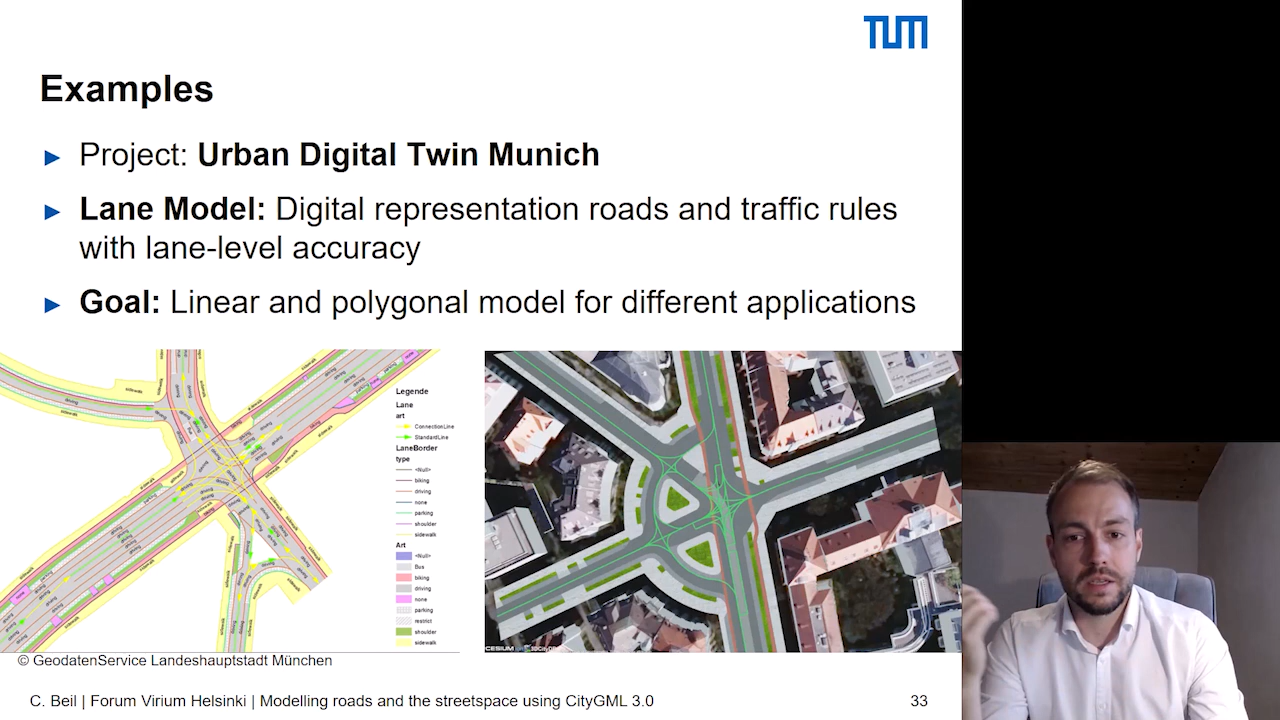 TUM
Examples
► Project: Urban Digital Twin Munich
► Lane Model: Digital representation roads and traffic rules
with lane-level accuracy
► Goal: Linear and polygonal model for different applications
Legende
Lane
art
ConnectionLine
StandardLine
LaneBorder
type
<Null>
biking
driving
none
parking
shoulder
sidewalk
Art
<Null>
Bus
biking
driving
none
parking
restrict
shoulder
sidewalk
CESIUM ion
© GeodatenService Landeshauptstadt München
C. Beil | Forum Virium Helsinki | Modelling roads and the streetspace using CityGML 3.0
33